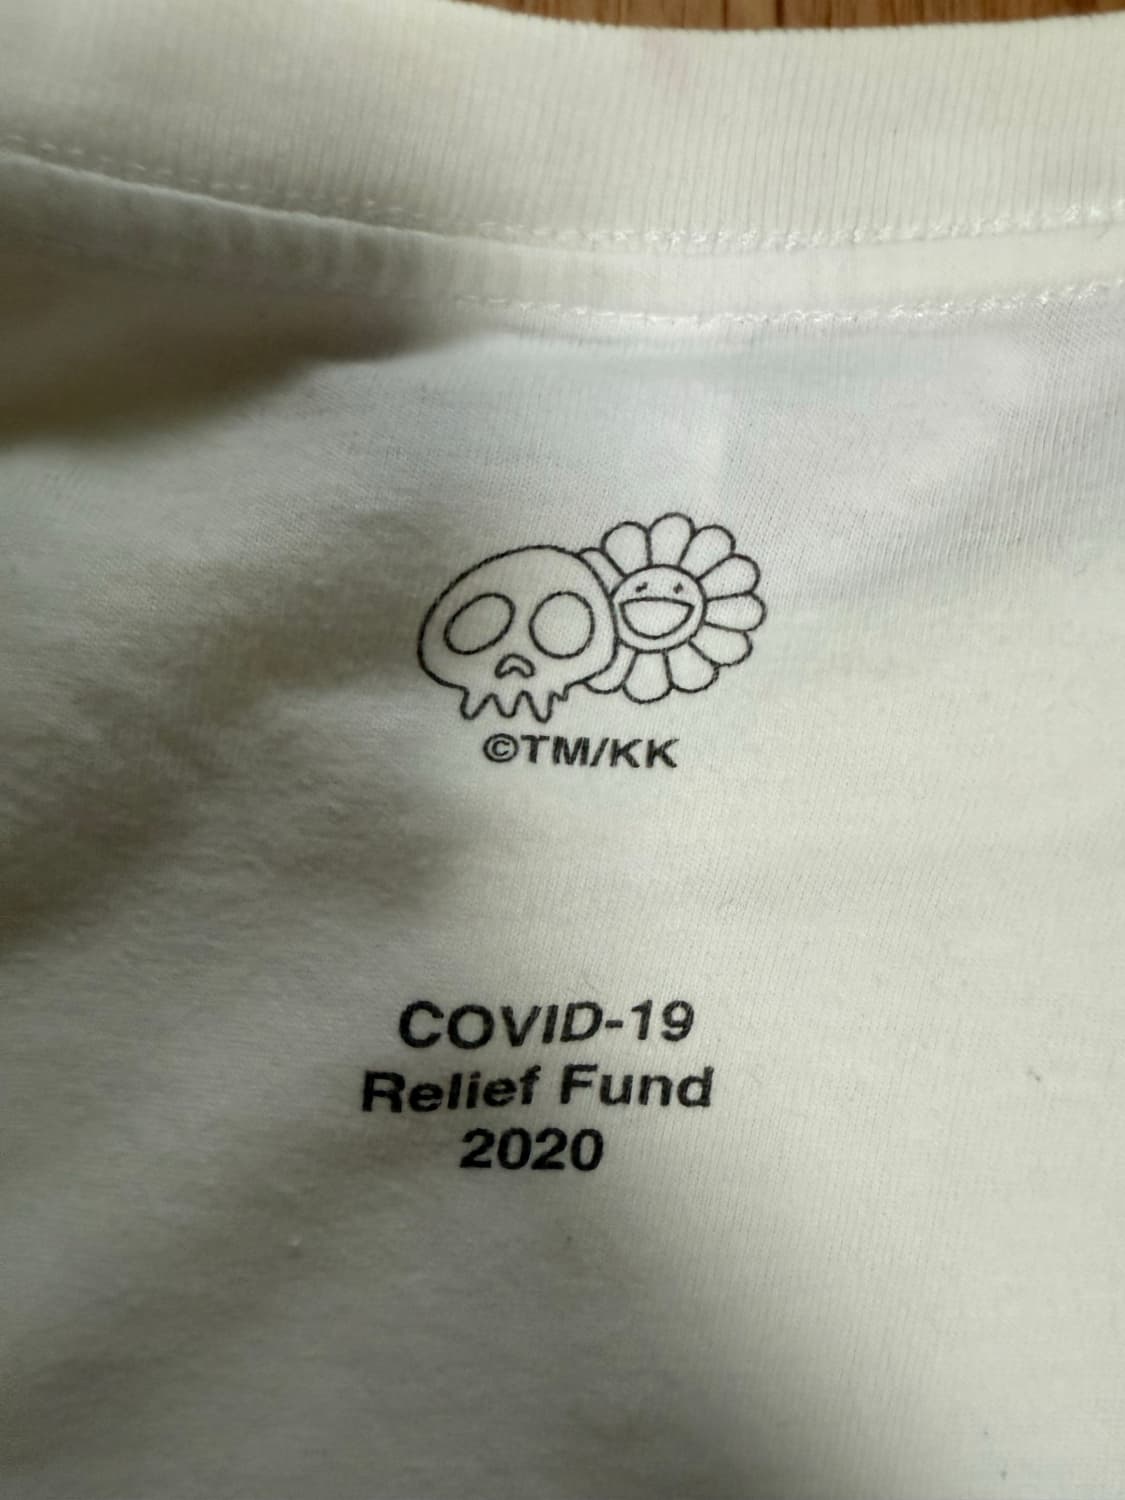 ©TM/KK
COVID-19
Relief Fund
2020